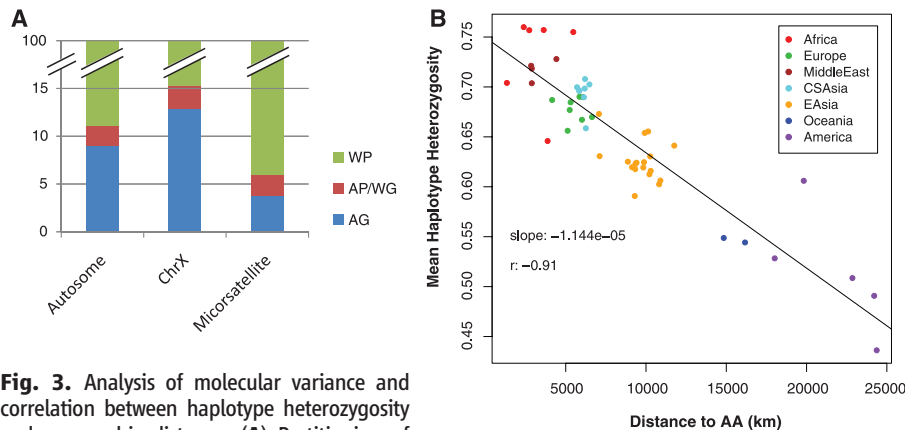 A
100
15
10
5
0
WP
AP/WG
AG
Autosome
ChrX
Micorsatellite
B
Mean Haplotype Heterozygosity
0.75
0.70
0.65
0.60
0.55
0.50
0.45
Africa
Europe
MiddleEast
CSAsia
EAsia
Oceania
America
slope: −1.144e−05
r: −0.91
5000 10000 15000 20000 25000
Distance to AA (km)
Fig. 3. Analysis of molecular variance and
correlation between haplotype heterozygosity